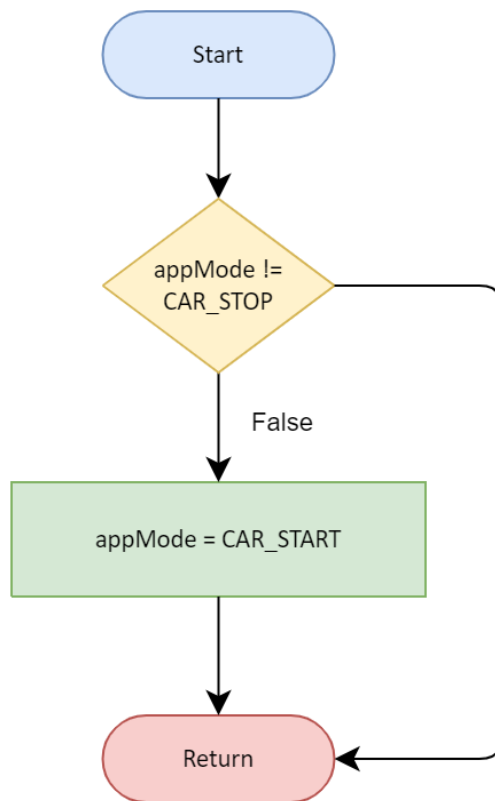 Start
appMode !=
CAR_STOP
False
appMode = CAR_START
Return